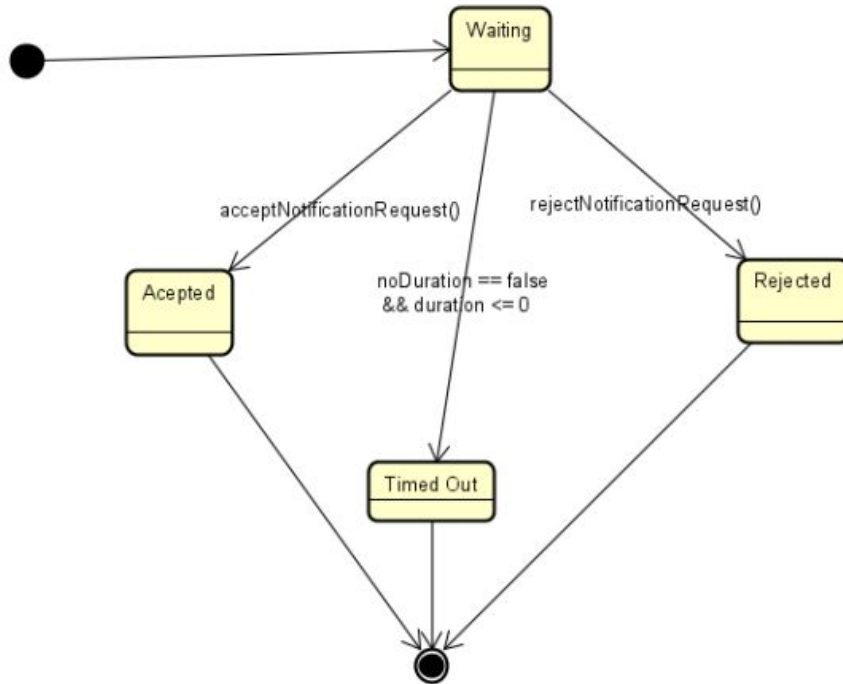 Waiting
acceptNotificationRequest()
rejectNotificationRequest()
noDuration == false
&& duration <= 0
Acepted
Rejected
Timed Out